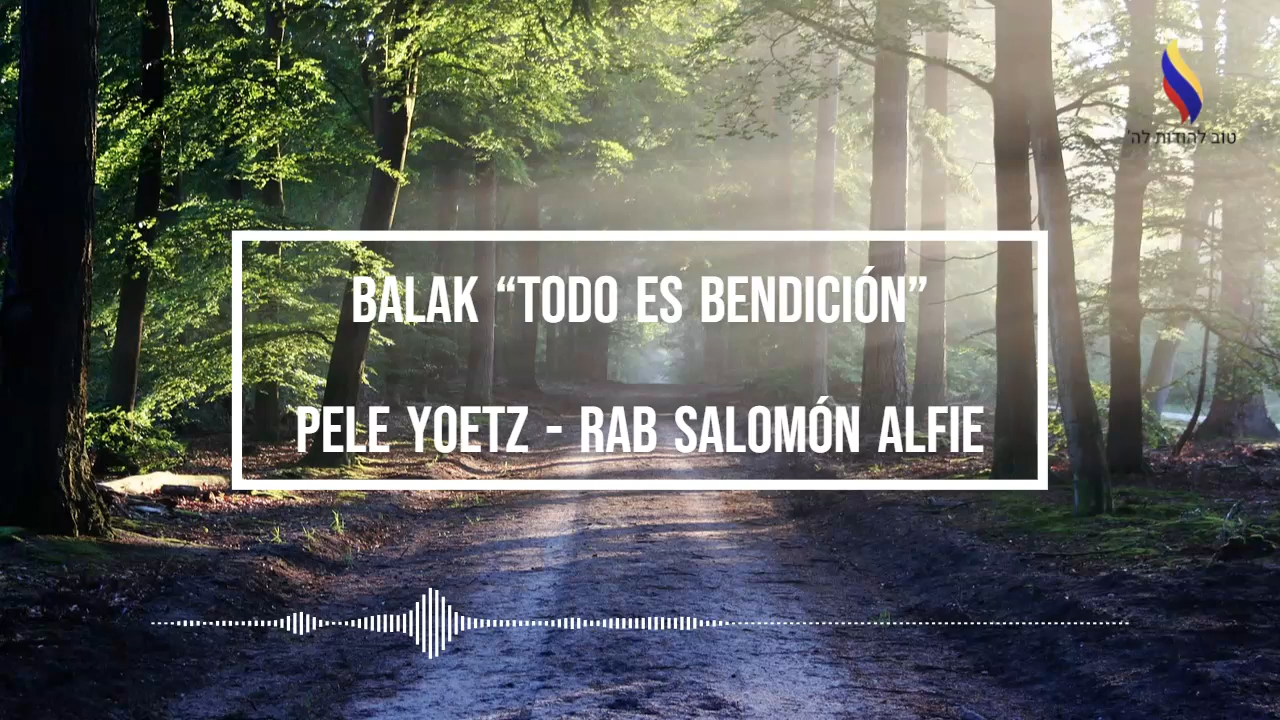 טוב להודות לה'
BALAK “TODO ES BENDICIÓN”
PELE YOETZ - RAB SALOMÓN ALFIE